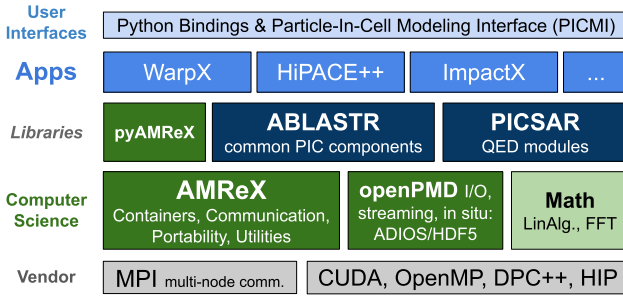 User
Interfaces
Python Bindings & Particle-In-Cell Modeling Interface (PICMI)
Apps
WarpX
HiPACE++
ImpactX
...
Libraries
pyAMReX
ABLASTR
common PIC components
PICSAR
QED modules
Computer
Science
AMReX
Containers, Communication,
Portability, Utilities
openPMD I/O,
streaming, in situ:
ADIOS/HDF5
Math
LinAlg., FFT
Vendor
MPI multi-node comm.
CUDA, OpenMP, DPC++, HIP